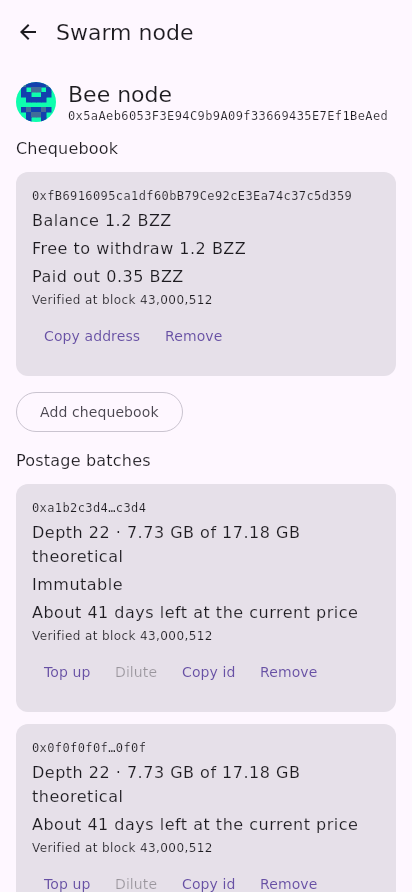 Swarm node
Bee node
0x5aAeb6053F3E94C9b9A09f33669435E7Ef1BeAed
Chequebook
0xfB6916095ca1df60bB79Ce92cE3Ea74c37c5d359
Balance 1.2 BZZ
Free to withdraw 1.2 BZZ
Paid out 0.35 BZZ
Verified at block 43,000,512
Copy address Remove
Add chequebook
Postage batches
0xa1b2c3d4…c3d4
Depth 22 · 7.73 GB of 17.18 GB
theoretical
Immutable
About 41 days left at the current price
Verified at block 43,000,512
Top up Dilute Copy id Remove
0x0f0f0f0f…0f0f
Depth 22 · 7.73 GB of 17.18 GB
theoretical
About 41 days left at the current price
Verified at block 43,000,512
Top up Dilute Copy id Remove